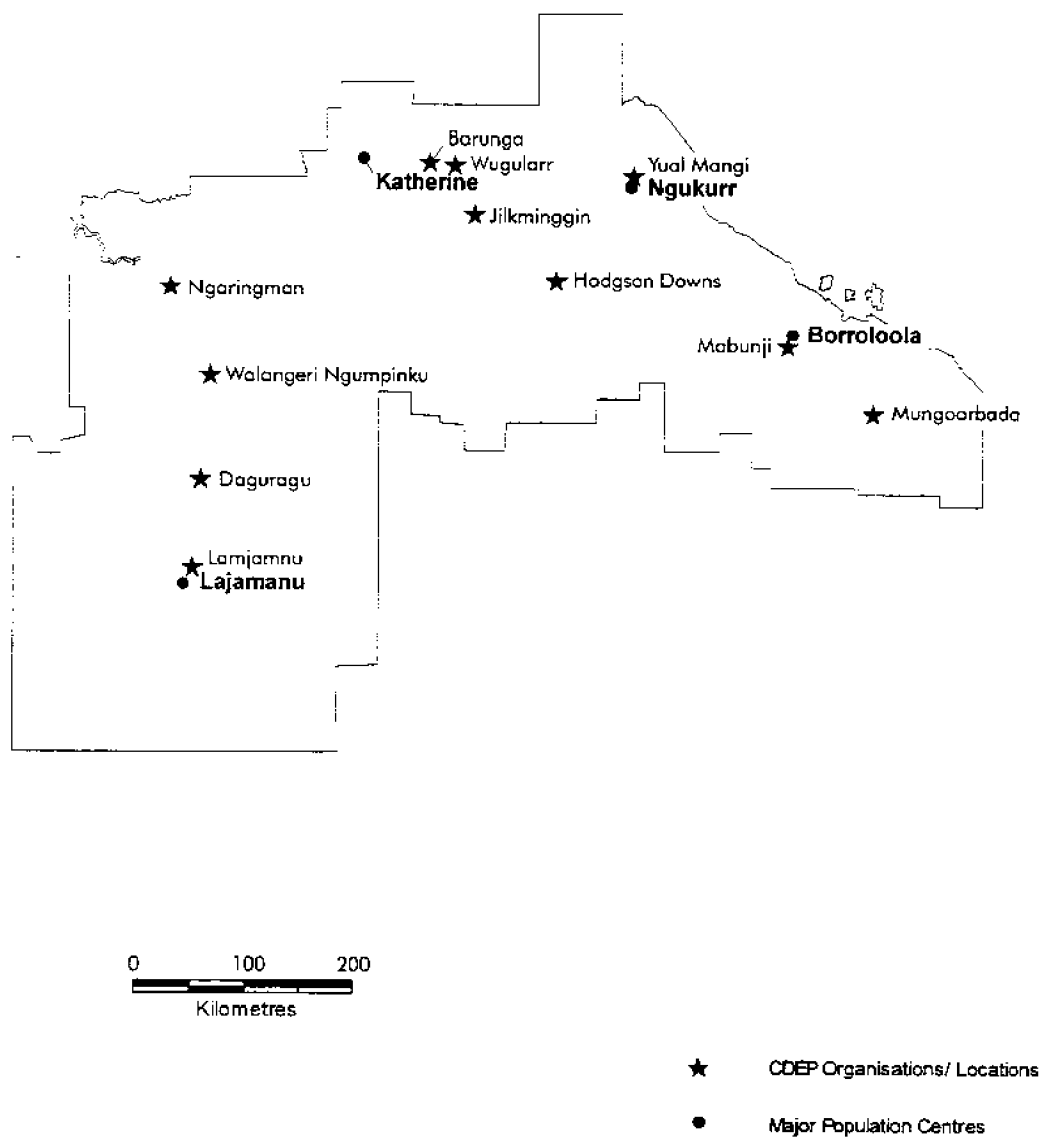 Barunga
Wugularr
Katherine
Yual Mangi
Ngukurr
Jilkminggin
Ngaringman
Hodgson Downs
Borroloola
Mabunji
Walangeri Ngumpinku
Mungoorbada
Daguragu
Lamjamnu
Lajamanu
0 100 200
Kilometres
CDEP Organisations/ Locations
Major Population Centres